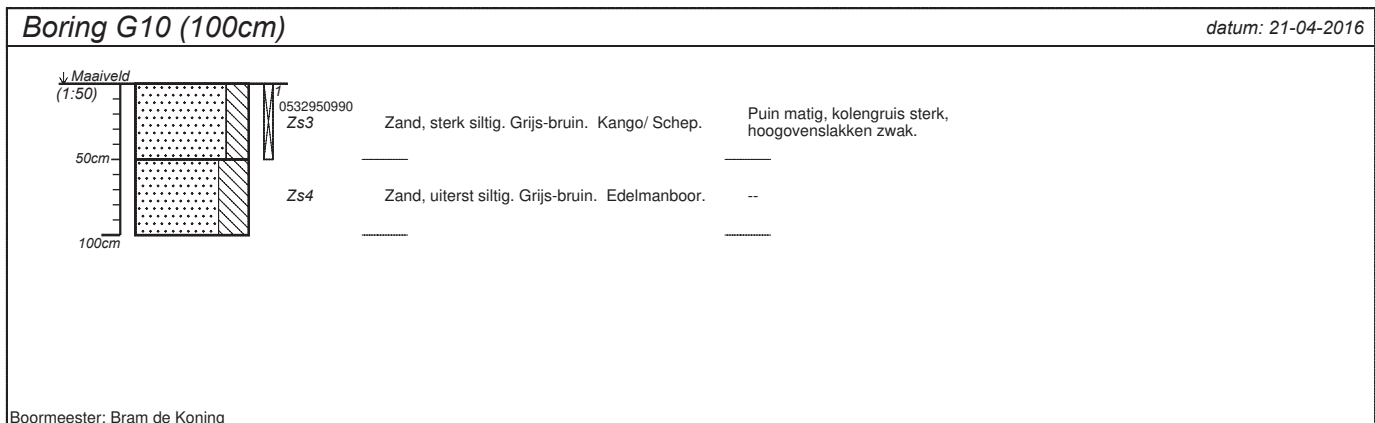 Boring G10 (100cm)
datum: 21-04-2016
Maaiveld
(1:50)
1
0532950990
Zs3
Zand, sterk siltig. Grijs-bruin. Kango/ Schep.
Puin matig, kolengruis sterk,
hoogovenslakken zwak.
50cm
Zs4
Zand, uiterst siltig. Grijs-bruin. Edelmanboor.
--
100cm
Boormeester: Bram de Koning